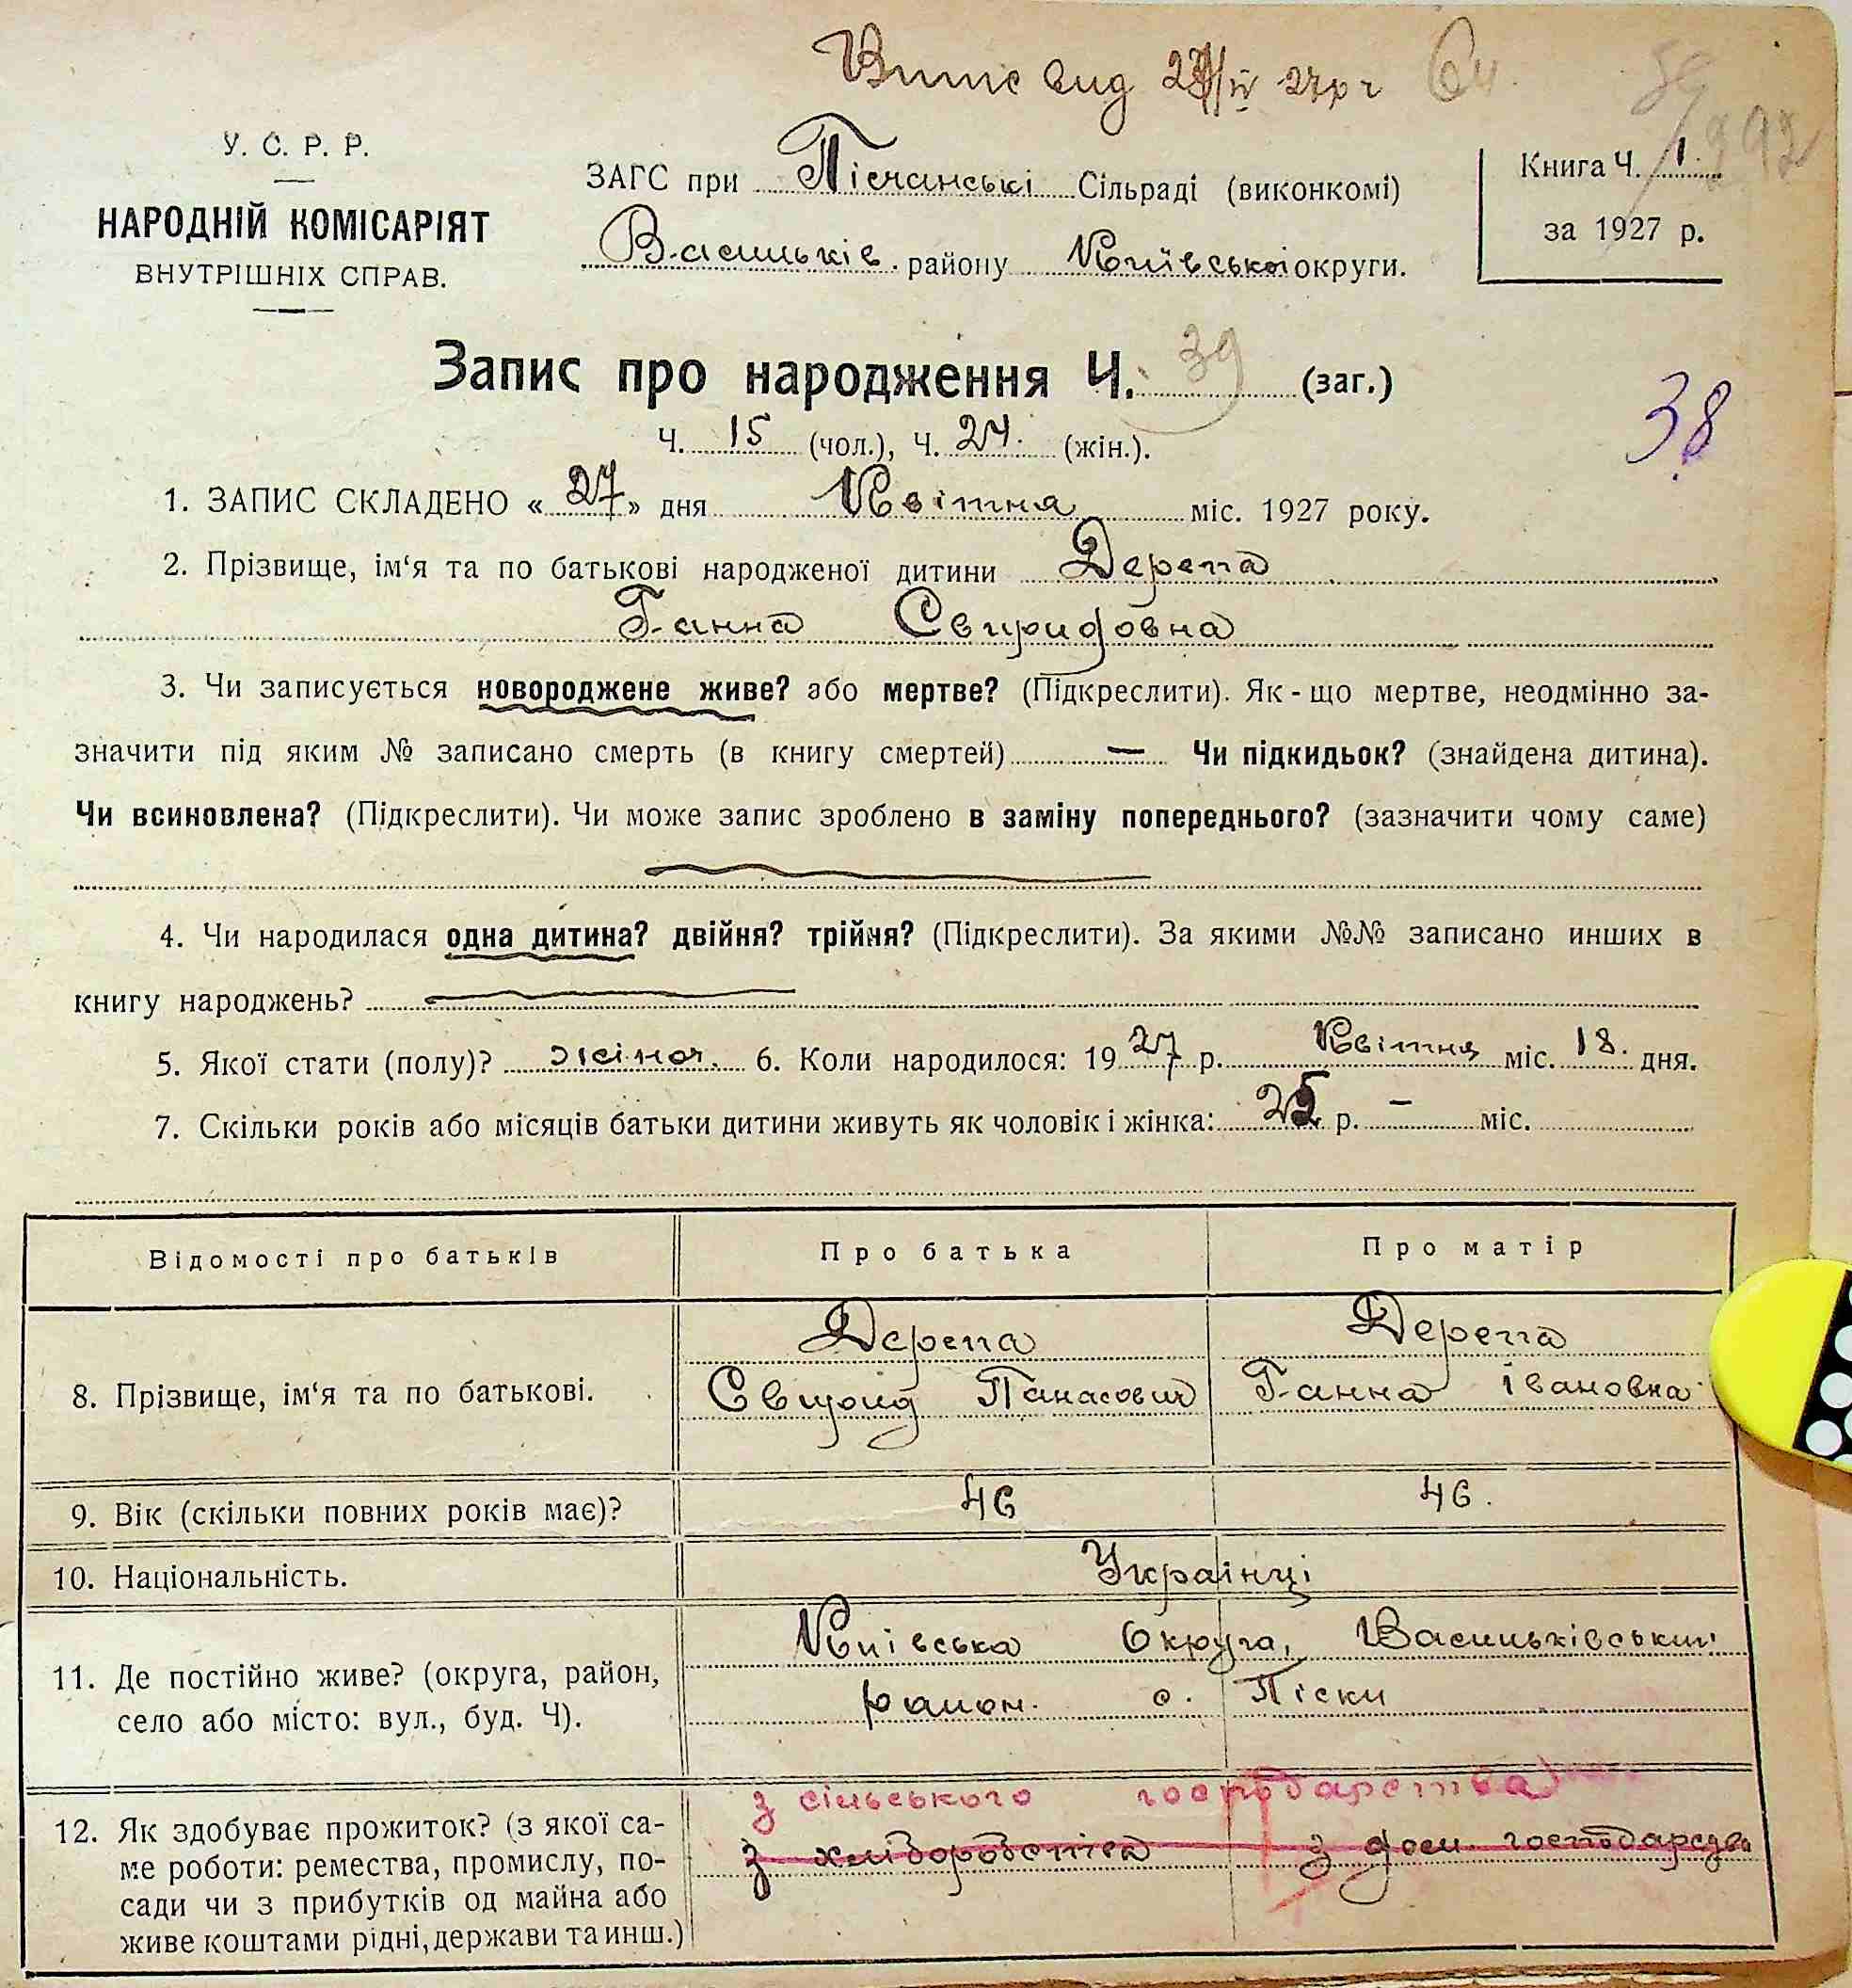 Випис вид 27/IV 27 р
У. С. Р. Р.
НАРОДНІЙ КОМІСАРІЯТ
ВНУТРІШНІХ СПРАВ.
ЗАГС при Пісчанські Сільраді (виконкомі)
Васильків. району Київської округи.
Книга Ч. 1.
за 1927 р.
Запис про народження Ч. 39 (заг.)
38
Ч. 15 (чол.), Ч. 24. (жін.).
1. ЗАПИС СКЛАДЕНО «27» дня Квітня міс. 1927 року.
2. Прізвище, ім‘я та по батькові народженої дитини Дерепа
Ганна Свиридовна
3. Чи записується новороджене живе? або мертве? (Підкреслити). Як-що мертве, неодмінно за-
значити під яким № записано смерть (в книгу смертей) — Чи підкидьок? (знайдена дитина).
Чи всиновлена? (Підкреслити). Чи може запис зроблено в заміну попереднього? (зазначити чому саме)
4. Чи народилася одна дитина? двійня? трійня? (Підкреслити). За якими №№ записано инших в
книгу народжень?
5. Якої стати (полу)? жіноч. 6. Коли народилося: 1927 р. Квітня міс. 18. дня.
7. Скільки років або місяців батьки дитини живуть як чоловік і жінка: 25 р. — міс.
Відомості про батьків Про батька Про матір
Дерепа Дерепа
8. Прізвище, ім‘я та по батькові. Свирид Панасович Ганна Івановна
9. Вік (скільки повних років має)? 46 46.
10. Національність. Українці
Київська Округа, Васильківський
11. Де постійно живе? (округа, район, район. с. Піски
село або місто: вул., буд. Ч).
з сільського господарства
12. Як здобуває прожиток? (з якої са- з хліборобства з дом. господарства
ме роботи: ремества, промислу, по-
сади чи з прибутків од майна або
живе коштами рідні, держави та инш.)